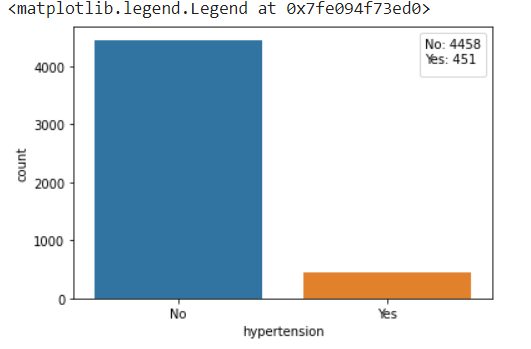 <matplotlib.legend.Legend at 0x7fe094f73ed0>
No: 4458
Yes: 451
4000
3000
2000
1000
0
count
No Yes
hypertension